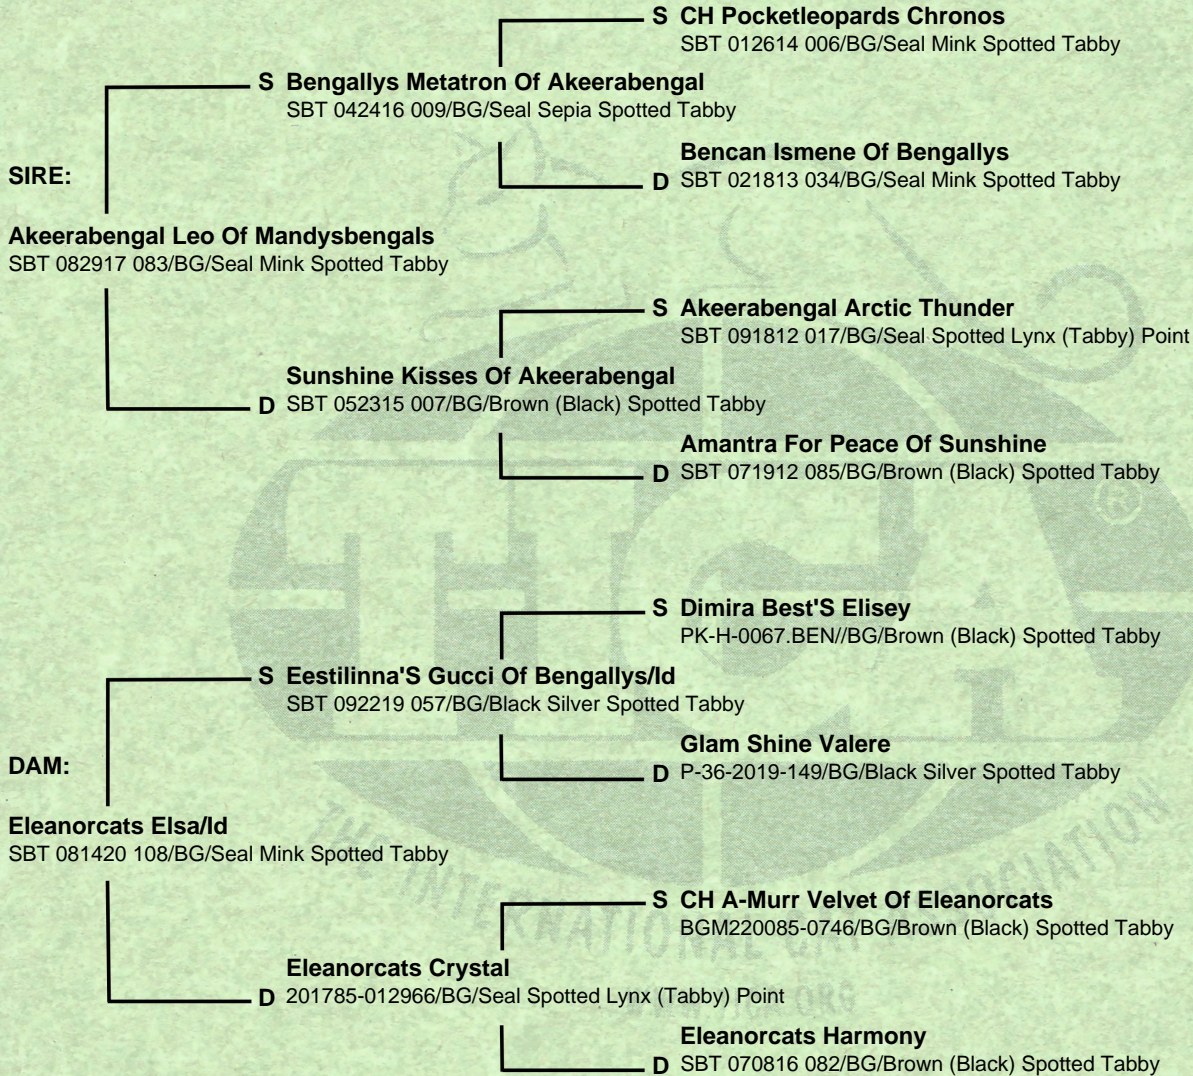 S CH Pocketleopards Chronos
SBT 012614 006/BG/Seal Mink Spotted Tabby
S Bengallys Metatron Of Akeerabengal
SBT 042416 009/BG/Seal Sepia Spotted Tabby
Bencan Ismene Of Bengallys
D SBT 021813 034/BG/Seal Mink Spotted Tabby
SIRE:
Akeerabengal Leo Of Mandysbengals
SBT 082917 083/BG/Seal Mink Spotted Tabby
S Akeerabengal Arctic Thunder
SBT 091812 017/BG/Seal Spotted Lynx (Tabby) Point
Sunshine Kisses Of Akeerabengal
D SBT 052315 007/BG/Brown (Black) Spotted Tabby
Amantra For Peace Of Sunshine
D SBT 071912 085/BG/Brown (Black) Spotted Tabby
S Dimira Best'S Elisey
PK-H-0067.BEN//BG/Brown (Black) Spotted Tabby
S Eestilinna'S Gucci Of Bengallys/Id
SBT 092219 057/BG/Black Silver Spotted Tabby
Glam Shine Valere
D P-36-2019-149/BG/Black Silver Spotted Tabby
DAM:
Eleanorcats Elsa/Id
SBT 081420 108/BG/Seal Mink Spotted Tabby
S CH A-Murr Velvet Of Eleanorcats
BGM220085-0746/BG/Brown (Black) Spotted Tabby
Eleanorcats Crystal
D 201785-012966/BG/Seal Spotted Lynx (Tabby) Point
Eleanorcats Harmony
D SBT 070816 082/BG/Brown (Black) Spotted Tabby
TICA
®
THE INTERNATIONAL CAT ASSOCIATION
WWW.TICA.ORG